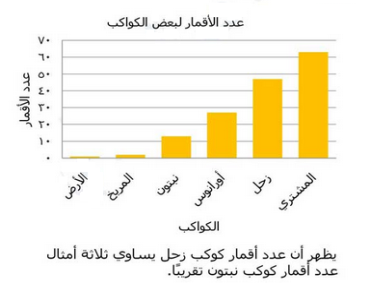 عدد الأقمار لبعض الكواكب
عدد الأقمار
٧٠
٦٠
٥٠
٤٠
٣٠
٢٠
١٠
٠
الأرض
المريخ
نبتون
أورانوس
زحل
المشتري
الكواكب
يظهر أن عدد أقمار كوكب زحل يساوي ثلاثة أمثال
عدد أقمار كوكب نبتون تقريبًا.